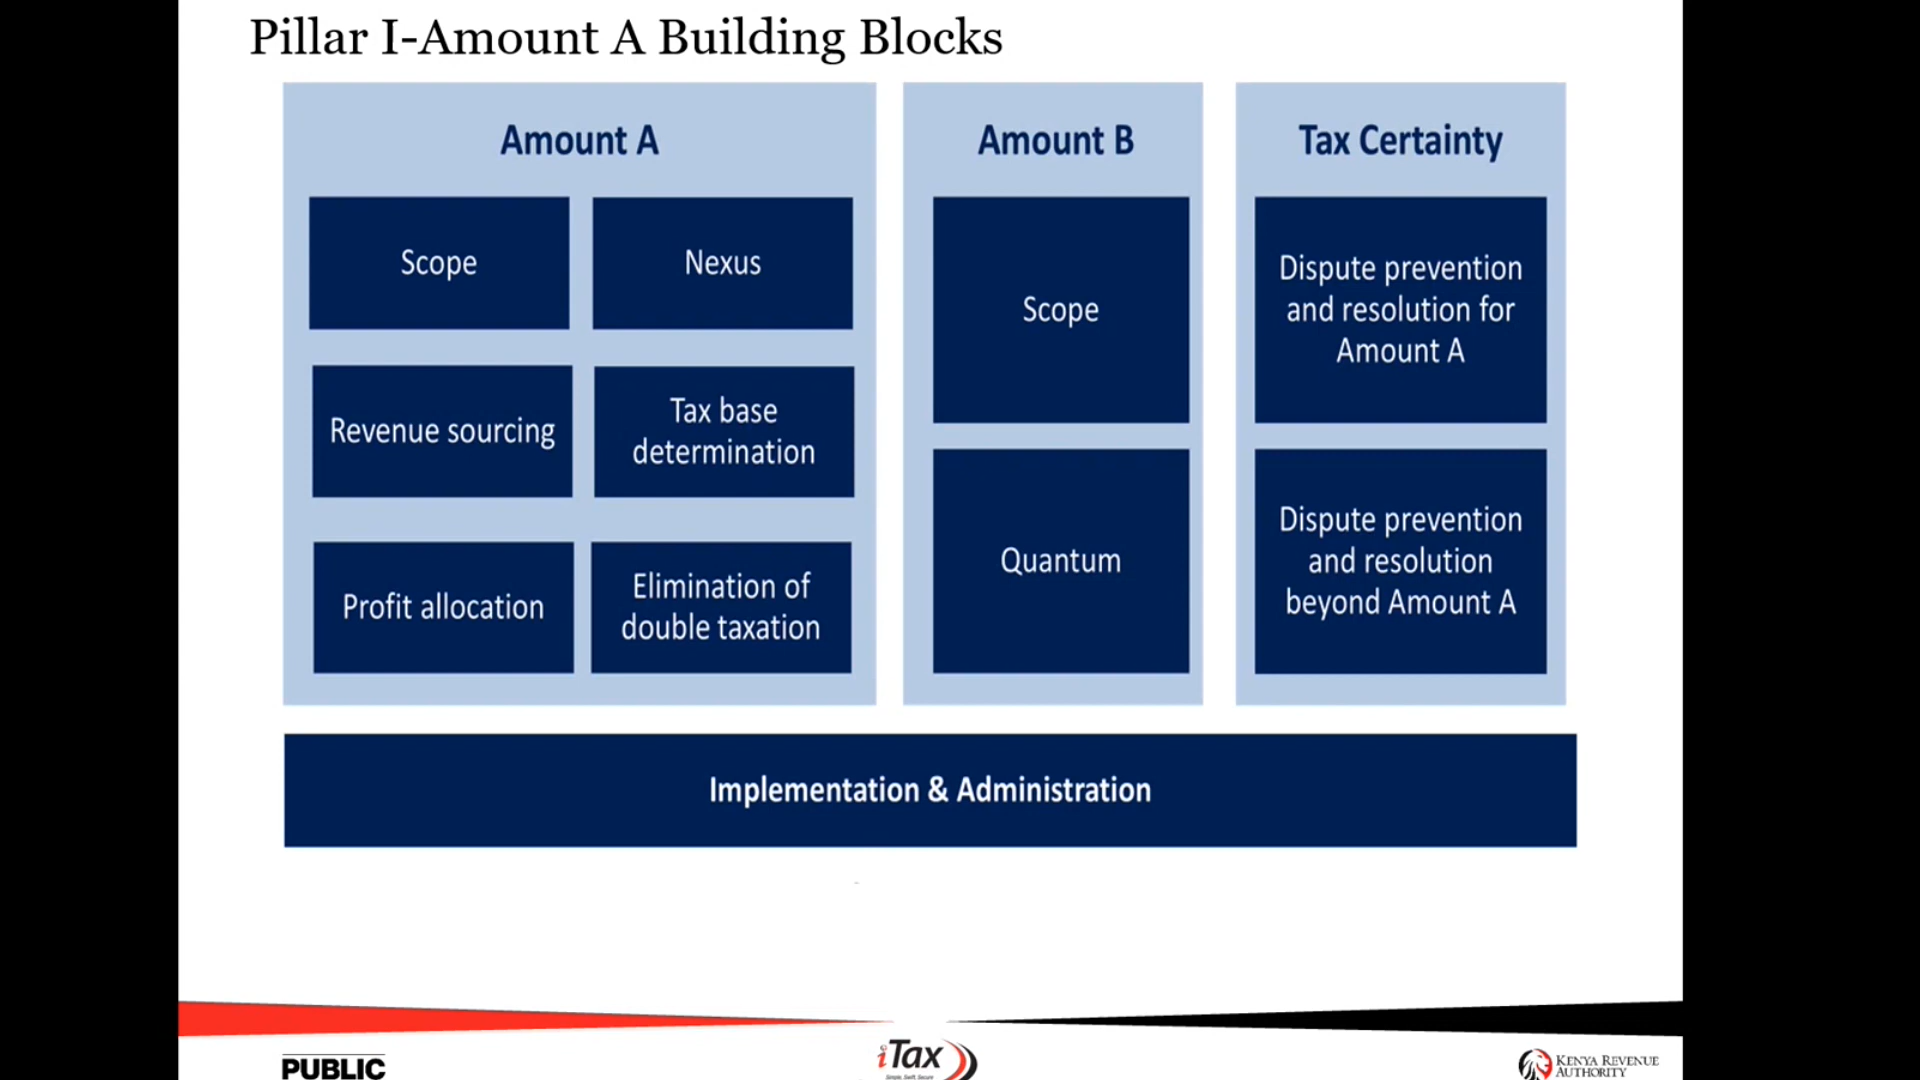 Pillar I-Amount A Building Blocks
Amount A
Scope
Nexus
Revenue sourcing
Tax base
determination
Profit allocation
Elimination of
double taxation
Amount B
Scope
Quantum
Tax Certainty
Dispute prevention
and resolution for
Amount A
Dispute prevention
and resolution
beyond Amount A
Implementation & Administration
PUBLIC
iTax
Simple, Swift, Secure
KENYA REVENUE
AUTHORITY